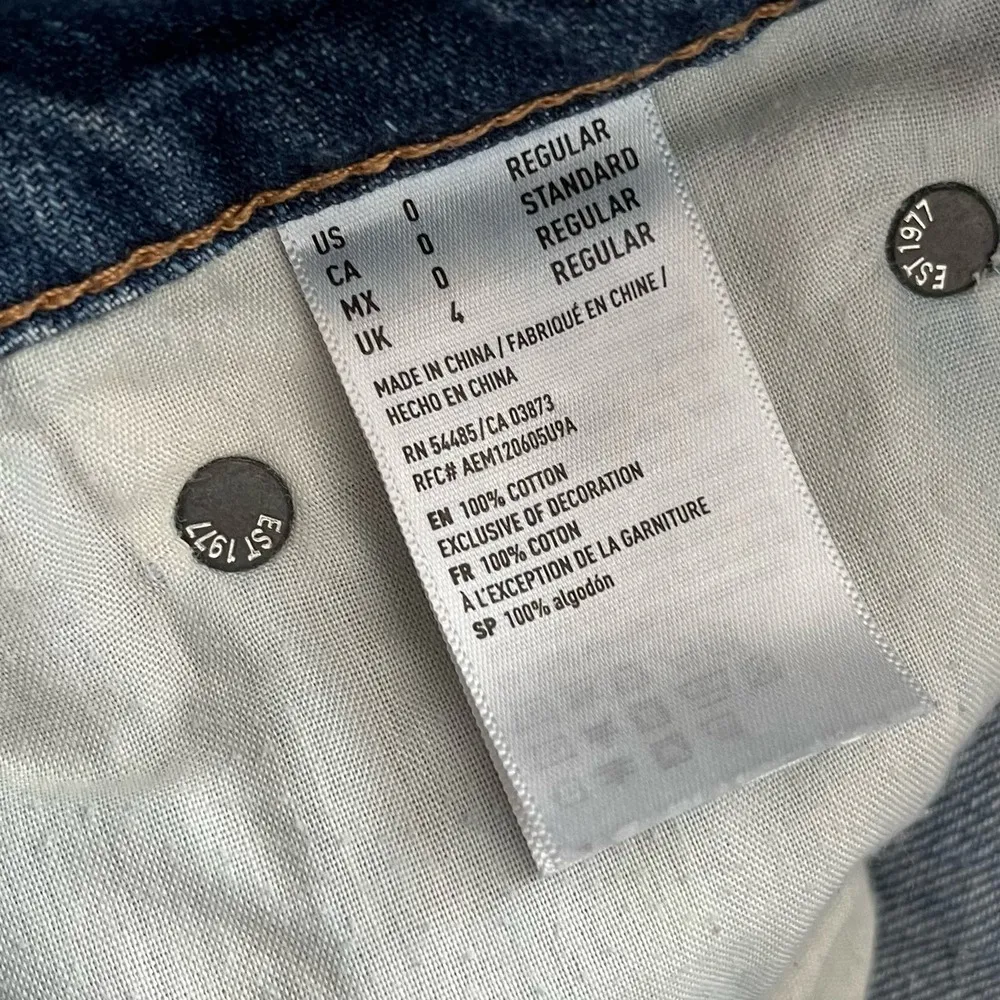 US 0 REGULAR
CA 0 STANDARD
MX 0 REGULAR
UK 4 REGULAR
MADE IN CHINA / FABRIQUÉ EN CHINE /
HECHO EN CHINA
RN 54485/CA 03873
RFC# AEM120605U9A
EN 100% COTTON
EXCLUSIVE OF DECORATION
FR 100% COTON
À L'EXCEPTION DE LA GARNITURE
SP 100% algodón
EST 1977
EST 1977